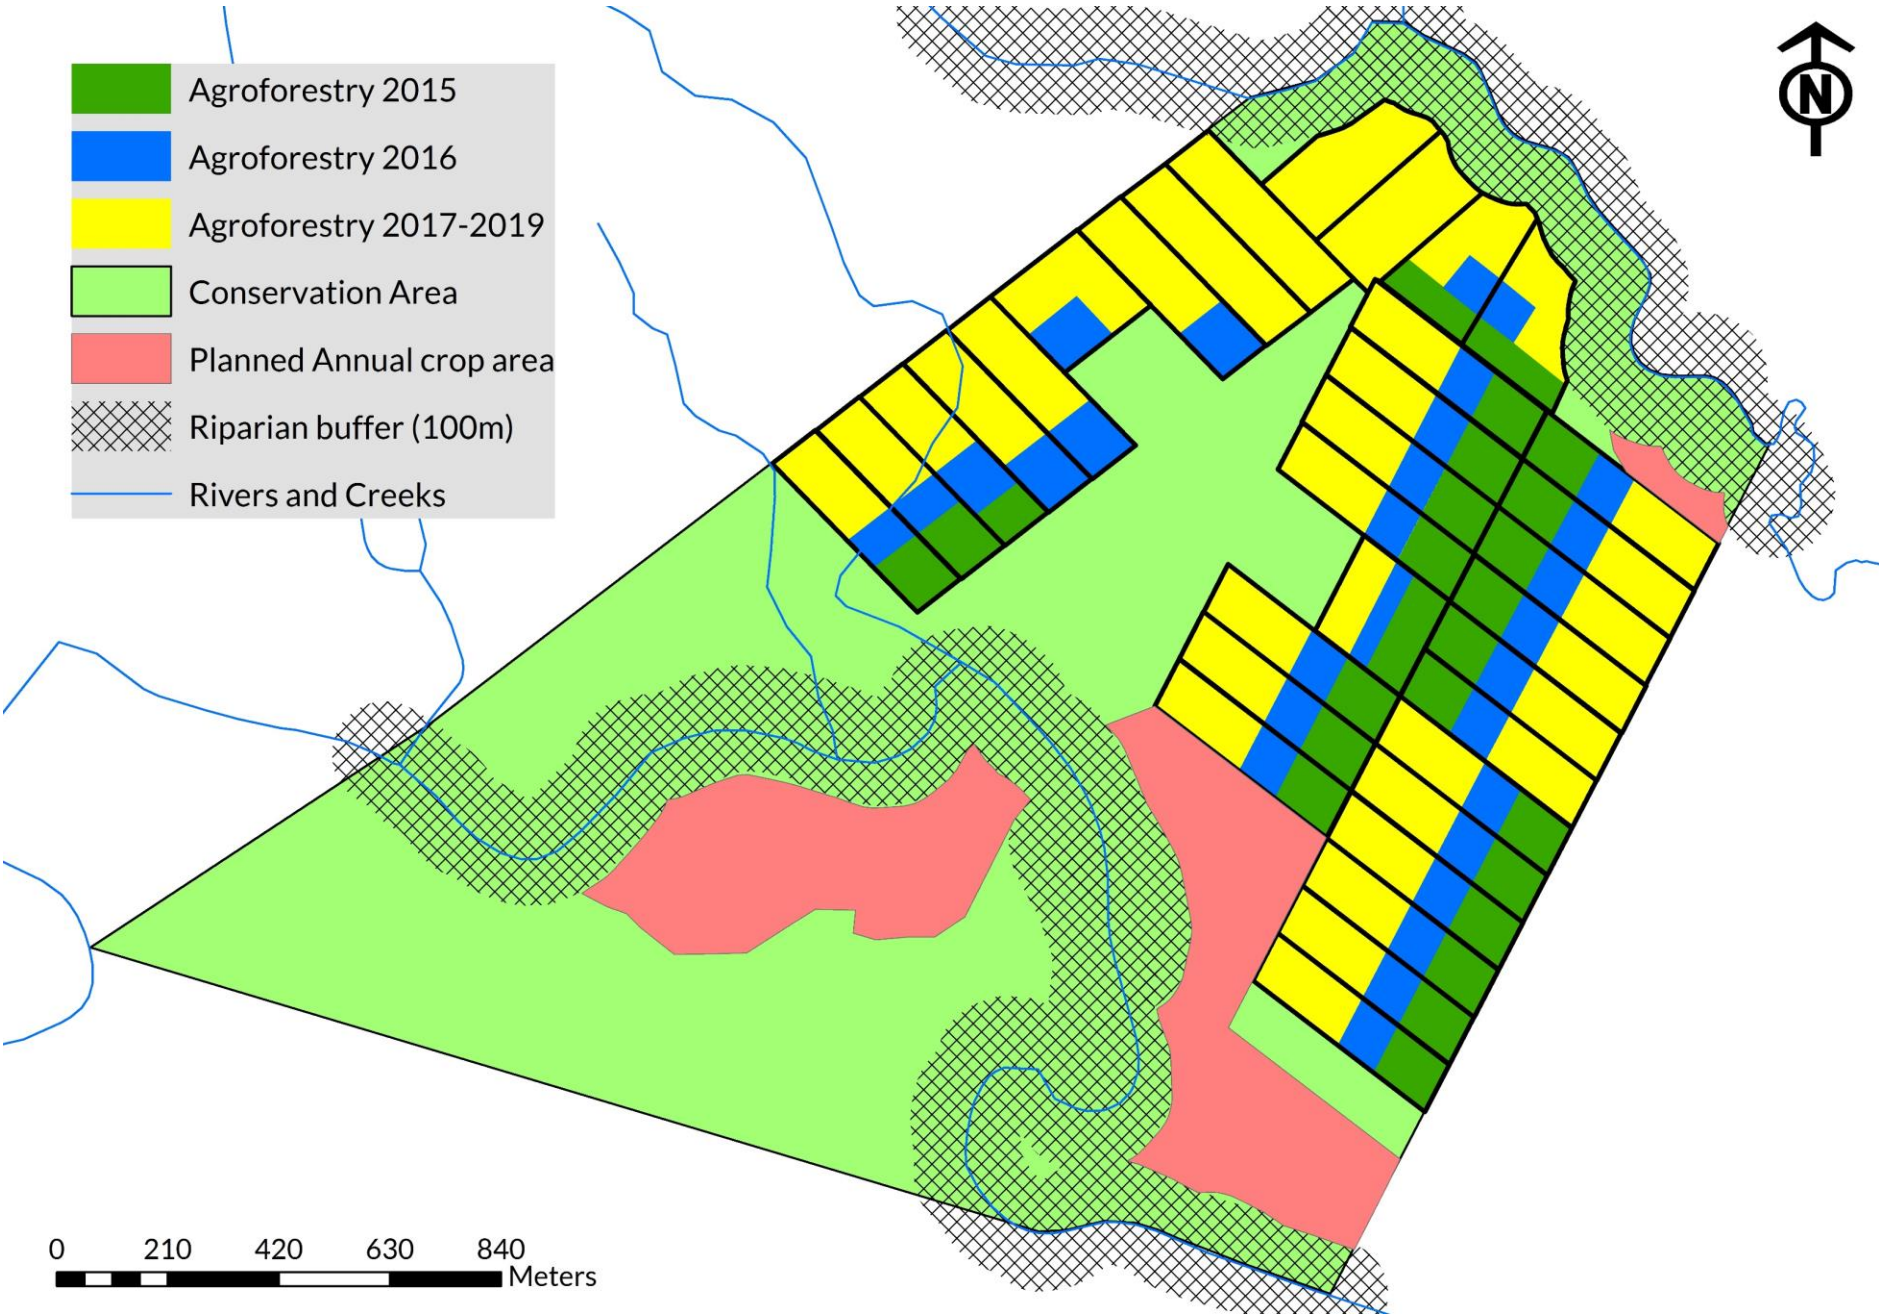 Agroforestry 2015
Agroforestry 2016
Agroforestry 2017-2019
Conservation Area
Planned Annual crop area
Riparian buffer (100m)
Rivers and Creeks
N
0 210 420 630 840
Meters